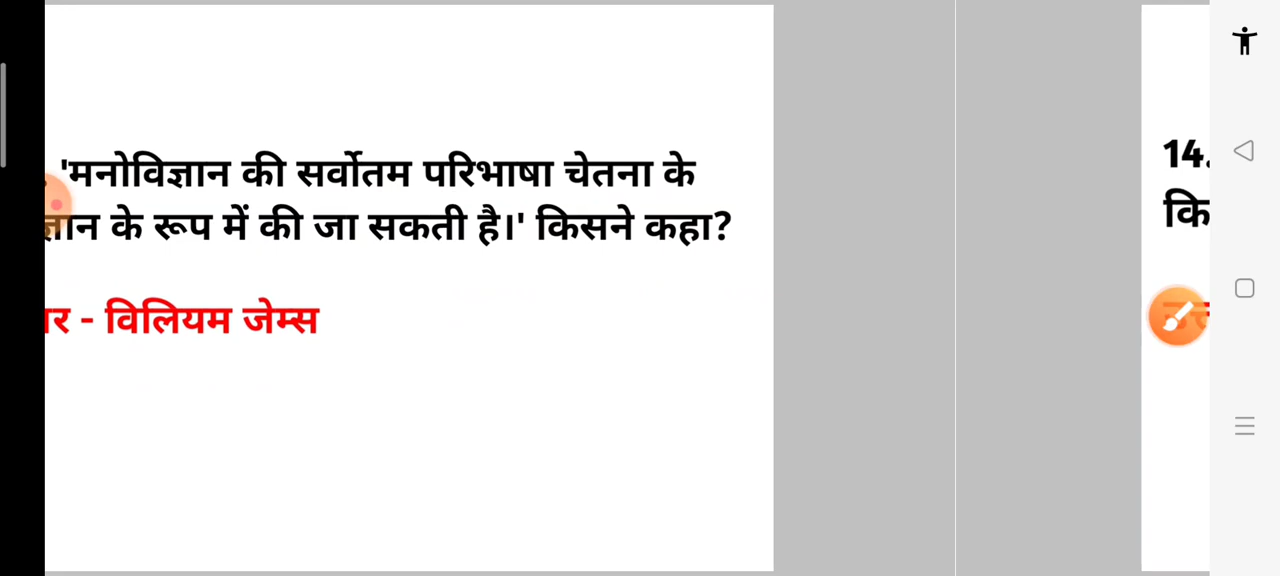 'मनोविज्ञान की सर्वोतम परिभाषा चेतना के
के रूप में की जा सकती है।' किसने कहा?
- विलियम जेम्स
14.